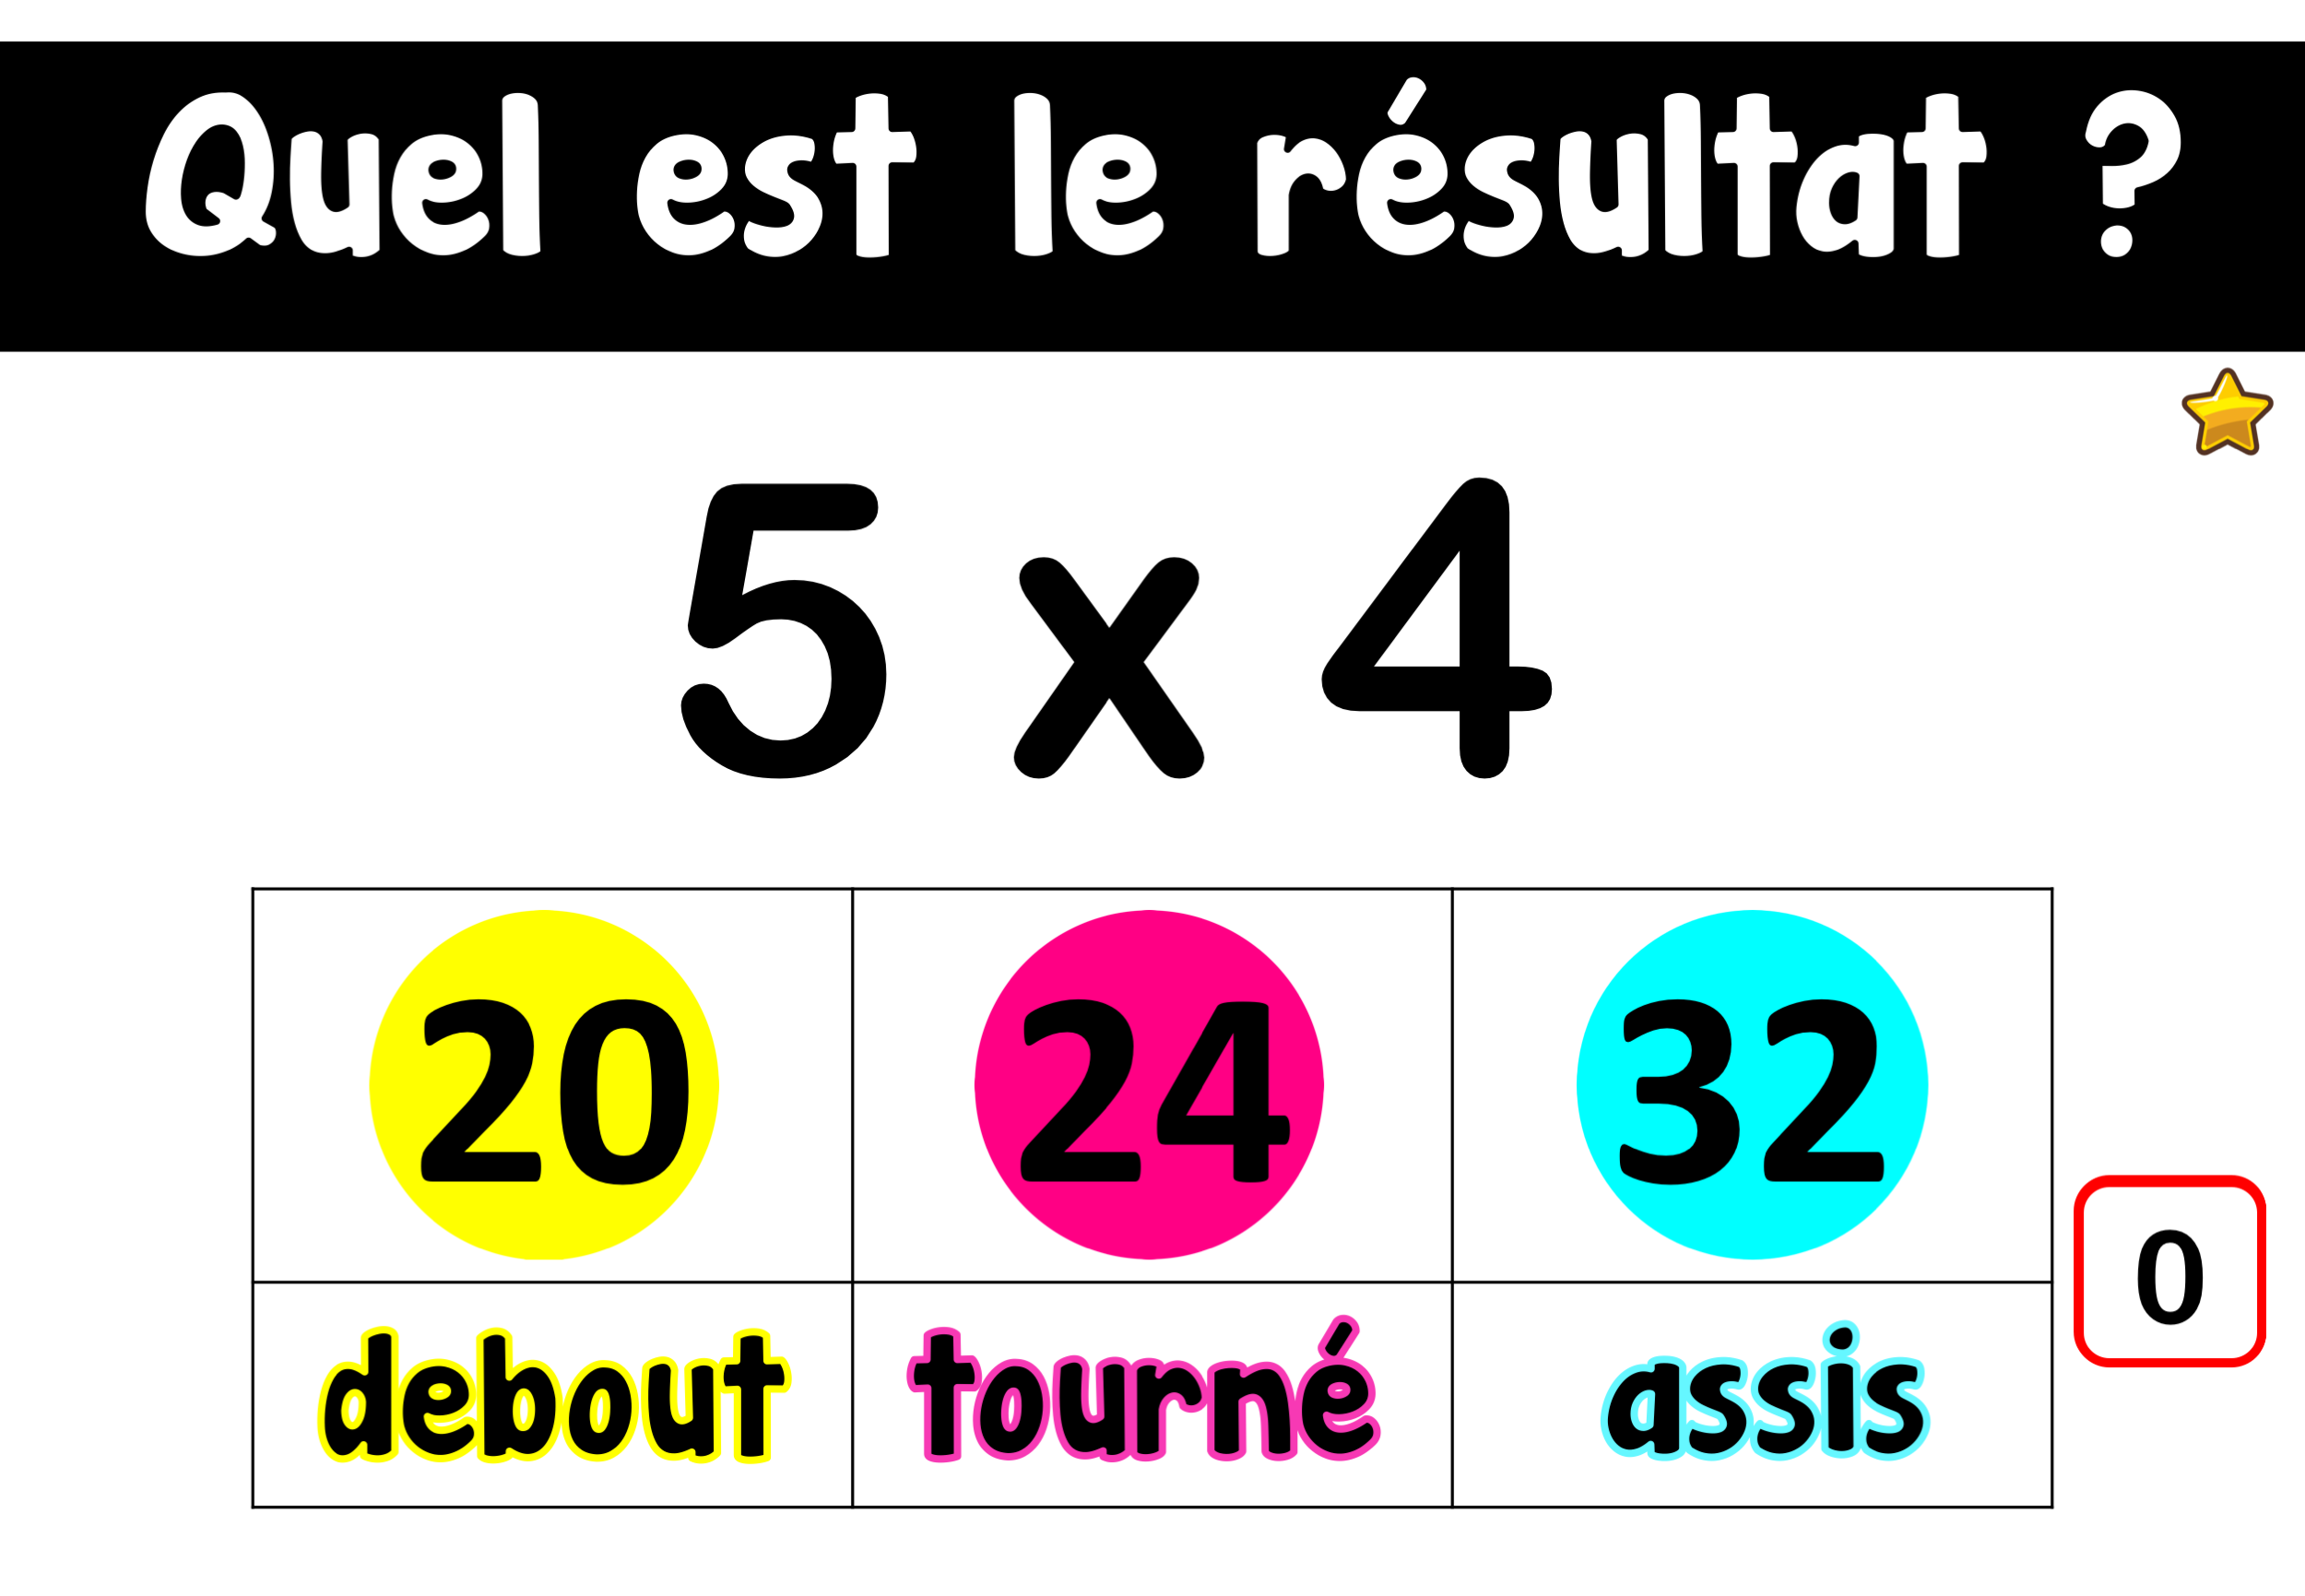 Quel est le résultat ?
5 x 4
20 24 32
0
debout tourné assis